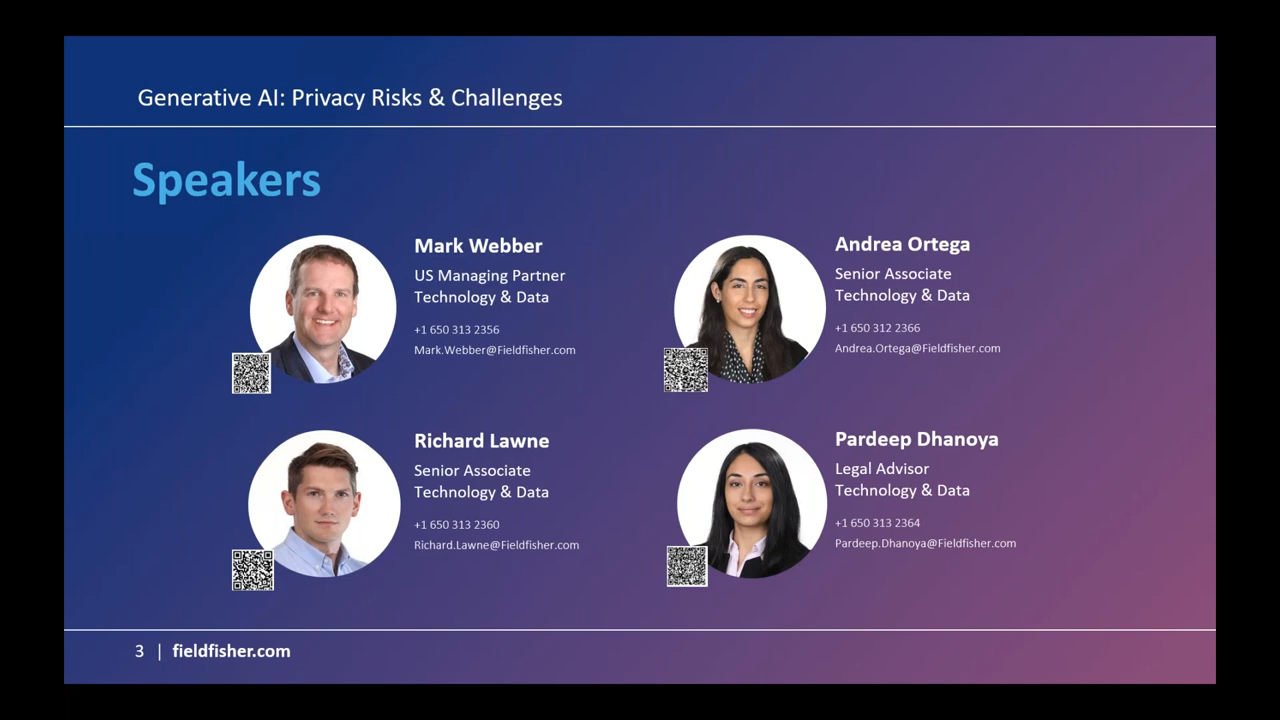 Generative AI: Privacy Risks & Challenges
Speakers
Mark Webber
US Managing Partner
Technology & Data
+1 650 313 2356
Mark.Webber@Fieldfisher.com
Andrea Ortega
Senior Associate
Technology & Data
+1 650 312 2366
Andrea.Ortega@Fieldfisher.com
Richard Lawne
Senior Associate
Technology & Data
+1 650 313 2360
Richard.Lawne@Fieldfisher.com
Pardeep Dhanoya
Legal Advisor
Technology & Data
+1 650 313 2364
Pardeep.Dhanoya@Fieldfisher.com
3 | fieldfisher.com